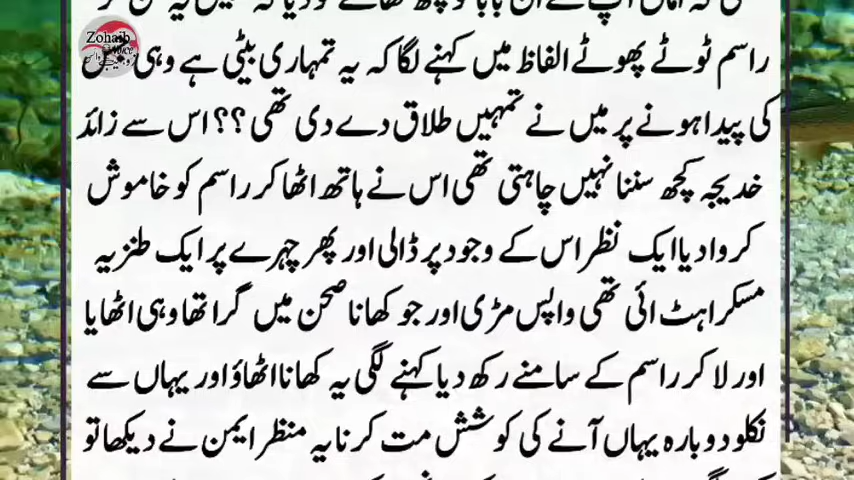 Zohaib
Voice
راسم ٹوٹے پھوٹے الفاظ میں کہنے لگا کہ یہ تمہاری بیٹی ہے وہی
کی پیدا ہونے پر میں نے تمہیں طلاق دے دی تھی ؟؟ اس سے زائد
خدیجہ کچھ سننا نہیں چاہتی تھی اس نے ہاتھ اٹھا کر راسم کو خاموش
کروا دیا ایک نظر اس کے وجود پر ڈالی اور پھر چہرے پر ایک طنزیہ
مسکراہٹ ائی تھی واپس مڑی اور جو کھانا صحن میں گرا تھا وہی اٹھایا
اور لا کر راسم کے سامنے رکھ دیا کہنے لگی یہ کھانا اٹھاؤ اور یہاں سے
نکلو دوبارہ یہاں آنے کی کوشش مت کرنا یہ منظر ایمن نے دیکھا تو